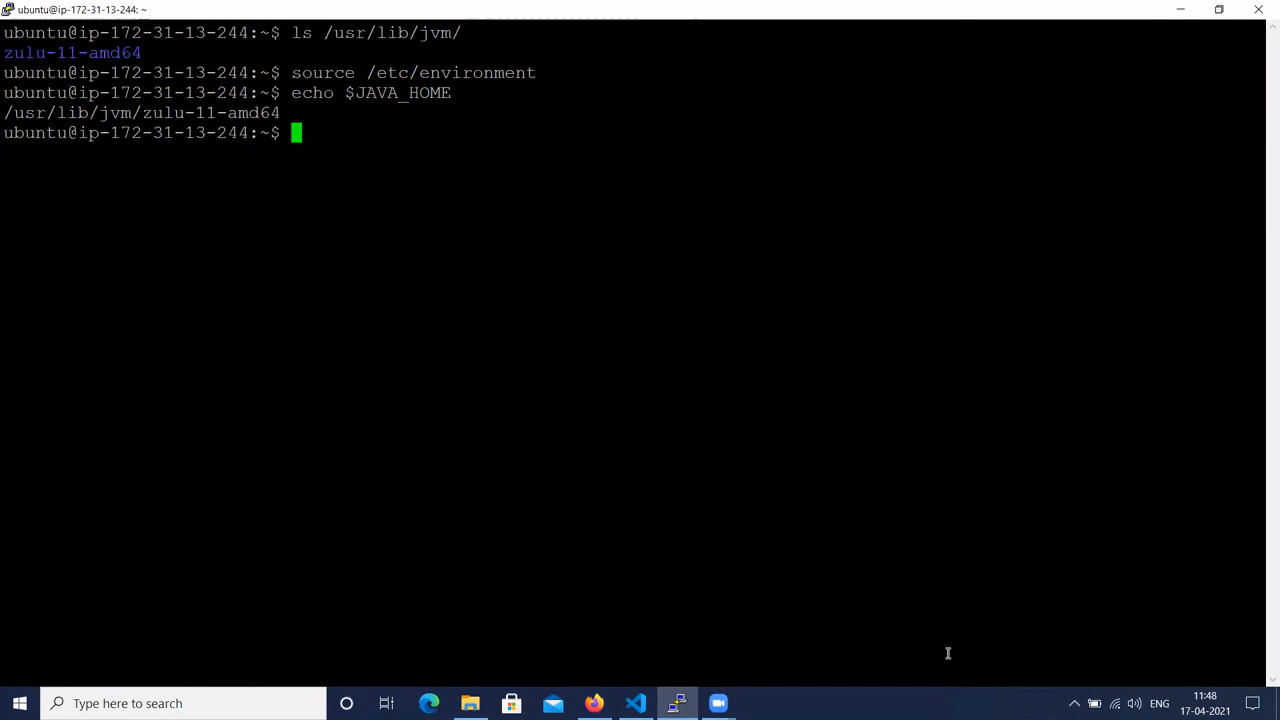 ubuntu@ip-172-31-13-244: ~
ubuntu@ip-172-31-13-244:~$ ls /usr/lib/jvm/
zulu-11-amd64
ubuntu@ip-172-31-13-244:~$ source /etc/environment
ubuntu@ip-172-31-13-244:~$ echo $JAVA_HOME
/usr/lib/jvm/zulu-11-amd64
ubuntu@ip-172-31-13-244:~$
Type here to search
ENG
11:48
17-04-2021